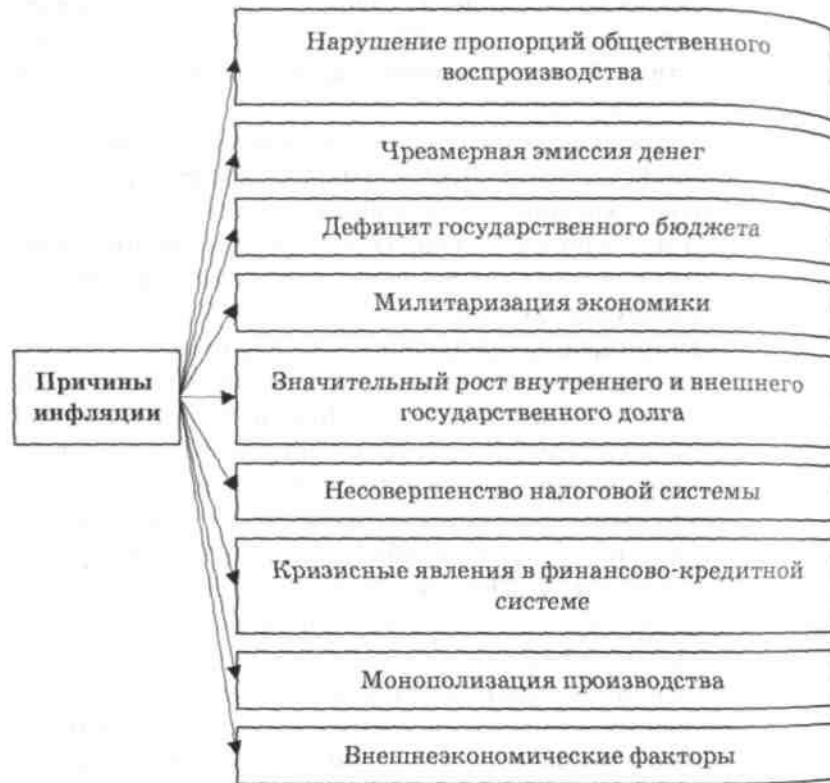 Нарушение пропорций общественного
воспроизводства
Чрезмерная эмиссия денег
Дефицит государственного бюджета
Милитаризация экономики
Причины
инфляции
Значительный рост внутреннего и внешнего
государственного долга
Несовершенство налоговой системы
Кризисные явления в финансово-кредитной
системе
Монополизация производства
Внешнеэкономические факторы